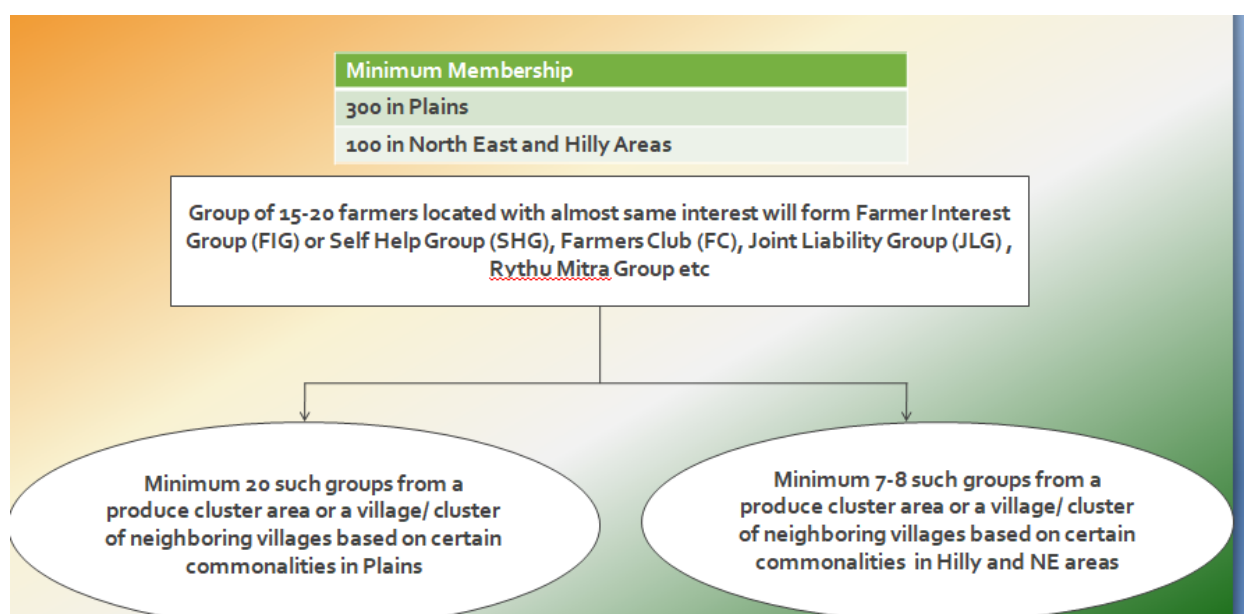 Minimum Membership
300 in Plains
100 in North East and Hilly Areas
Group of 15-20 farmers located with almost same interest will form Farmer Interest
Group (FIG) or Self Help Group (SHG), Farmers Club (FC), Joint Liability Group (JLG) ,
Rythu Mitra Group etc
Minimum 20 such groups from a
produce cluster area or a village/ cluster
of neighboring villages based on certain
commonalities in Plains
Minimum 7-8 such groups from a
produce cluster area or a village/ cluster
of neighboring villages based on certain
commonalities in Hilly and NE areas